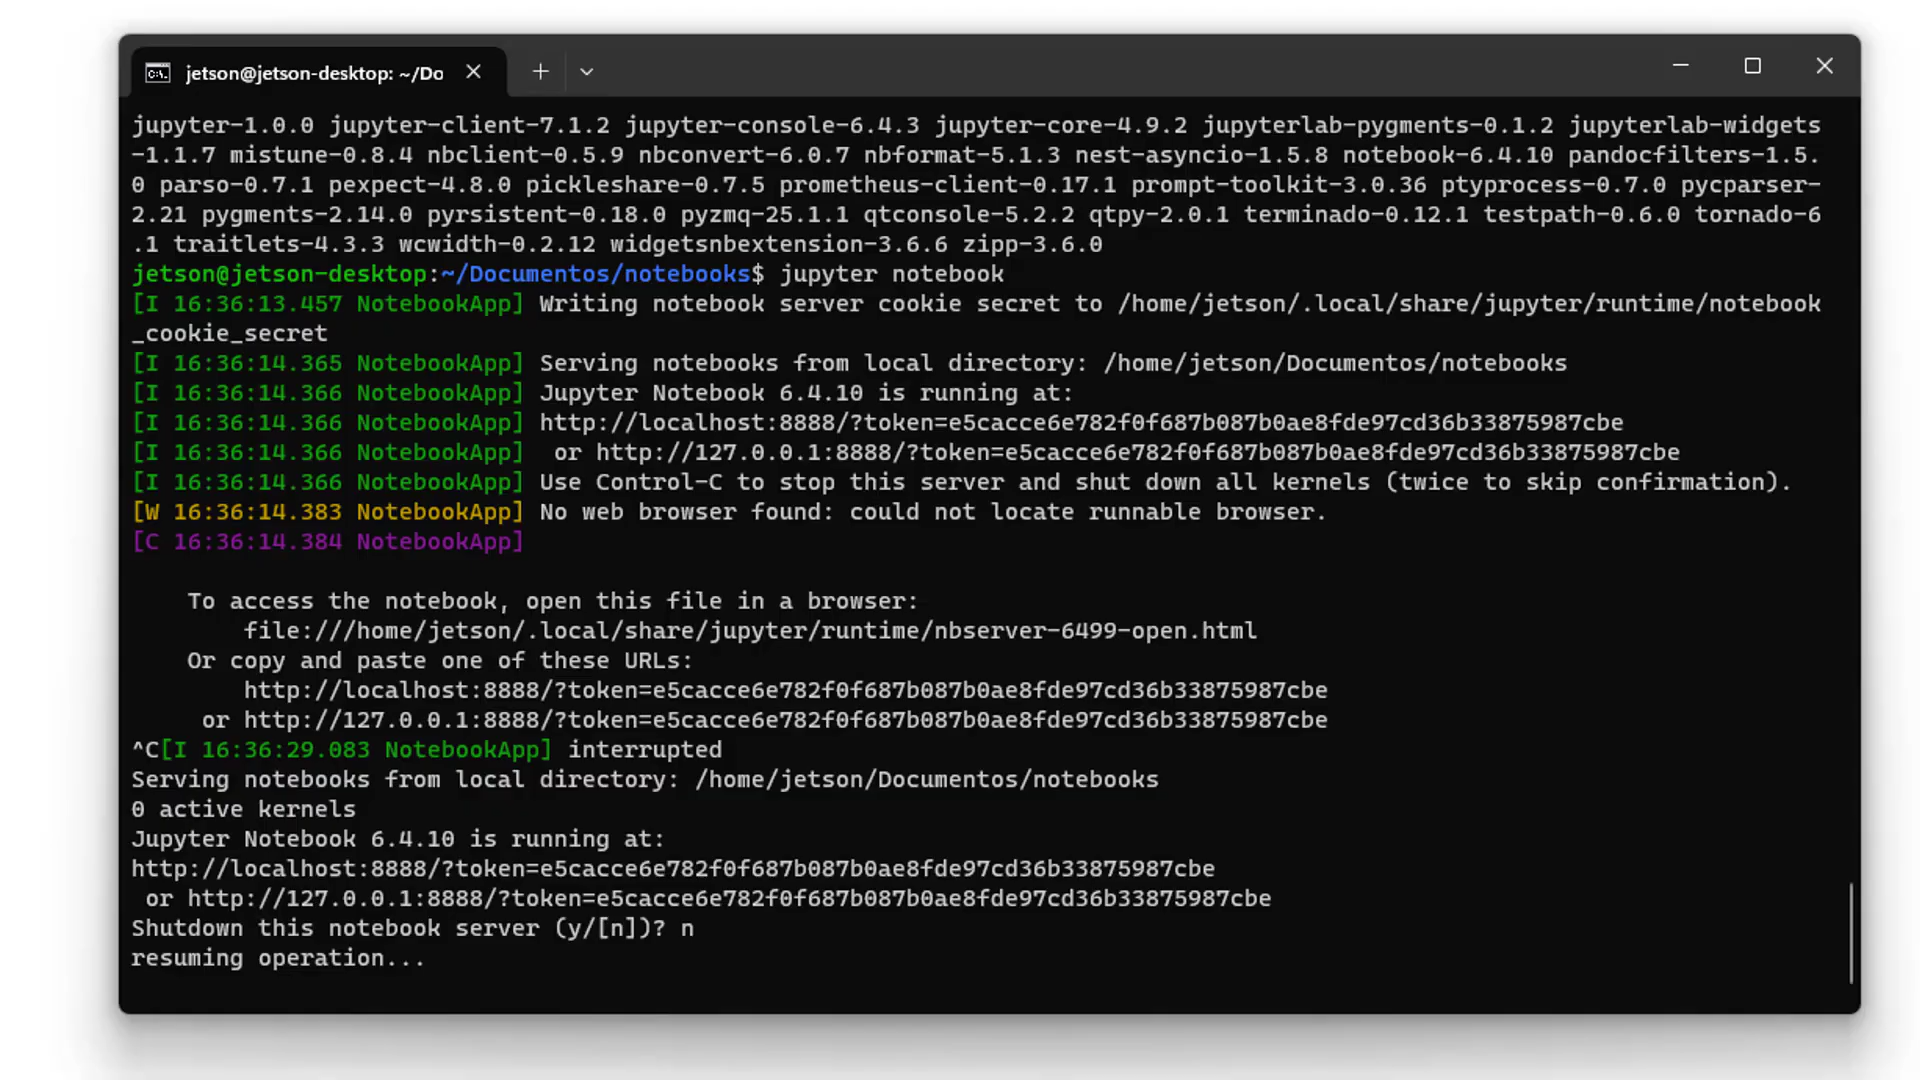 jetson@jetson-desktop: ~/Do
jupyter-1.0.0 jupyter-client-7.1.2 jupyter-console-6.4.3 jupyter-core-4.9.2 jupyterlab-pygments-0.1.2 jupyterlab-widgets
-1.1.7 mistune-0.8.4 nbclient-0.5.9 nbconvert-6.0.7 nbformat-5.1.3 nest-asyncio-1.5.8 notebook-6.4.10 pandocfilters-1.5.
0 parso-0.7.1 pexpect-4.8.0 pickleshare-0.7.5 prometheus-client-0.17.1 prompt-toolkit-3.0.36 ptyprocess-0.7.0 pycparser-
2.21 pygments-2.14.0 pyrsistent-0.18.0 pyzmq-25.1.1 qtconsole-5.2.2 qtpy-2.0.1 terminado-0.12.1 testpath-0.6.0 tornado-6
.1 traitlets-4.3.3 wcwidth-0.2.12 widgetsnbextension-3.6.6 zipp-3.6.0
jetson@jetson-desktop:~/Documentos/notebooks$ jupyter notebook
[I 16:36:13.457 NotebookApp] Writing notebook server cookie secret to /home/jetson/.local/share/jupyter/runtime/notebook
_cookie_secret
[I 16:36:14.365 NotebookApp] Serving notebooks from local directory: /home/jetson/Documentos/notebooks
[I 16:36:14.366 NotebookApp] Jupyter Notebook 6.4.10 is running at:
[I 16:36:14.366 NotebookApp] http://localhost:8888/?token=e5cacce6e782f0f687b087b0ae8fde97cd36b33875987cbe
[I 16:36:14.366 NotebookApp]  or http://127.0.0.1:8888/?token=e5cacce6e782f0f687b087b0ae8fde97cd36b33875987cbe
[I 16:36:14.366 NotebookApp] Use Control-C to stop this server and shut down all kernels (twice to skip confirmation).
[W 16:36:14.383 NotebookApp] No web browser found: could not locate runnable browser.
[C 16:36:14.384 NotebookApp]
To access the notebook, open this file in a browser:
file:///home/jetson/.local/share/jupyter/runtime/nbserver-6499-open.html
Or copy and paste one of these URLs:
http://localhost:8888/?token=e5cacce6e782f0f687b087b0ae8fde97cd36b33875987cbe
or http://127.0.0.1:8888/?token=e5cacce6e782f0f687b087b0ae8fde97cd36b33875987cbe
^C[I 16:36:29.083 NotebookApp] interrupted
Serving notebooks from local directory: /home/jetson/Documentos/notebooks
0 active kernels
Jupyter Notebook 6.4.10 is running at:
http://localhost:8888/?token=e5cacce6e782f0f687b087b0ae8fde97cd36b33875987cbe
or http://127.0.0.1:8888/?token=e5cacce6e782f0f687b087b0ae8fde97cd36b33875987cbe
Shutdown this notebook server (y/[n])? n
resuming operation...